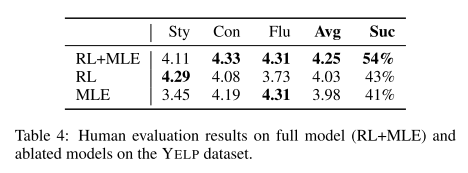 Sty Con Flu Avg Suc
RL+MLE 4.11 4.33 4.31 4.25 54%
RL 4.29 4.08 3.73 4.03 43%
MLE 3.45 4.19 4.31 3.98 41%
Table 4: Human evaluation results on full model (RL+MLE) and
ablated models on the YELP dataset.